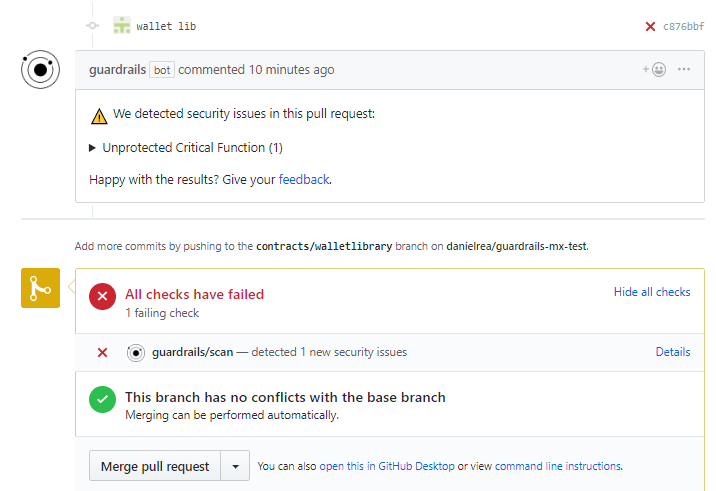 wallet lib c876bbf
guardrails bot commented 10 minutes ago
We detected security issues in this pull request:
Unprotected Critical Function (1)
Happy with the results? Give your feedback.
Add more commits by pushing to the contracts/walletlibrary branch on danielrea/guardrails-mx-test.
All checks have failed Hide all checks
1 failing check
guardrails/scan — detected 1 new security issues Details
This branch has no conflicts with the base branch
Merging can be performed automatically.
Merge pull request You can also open this in GitHub Desktop or view command line instructions.